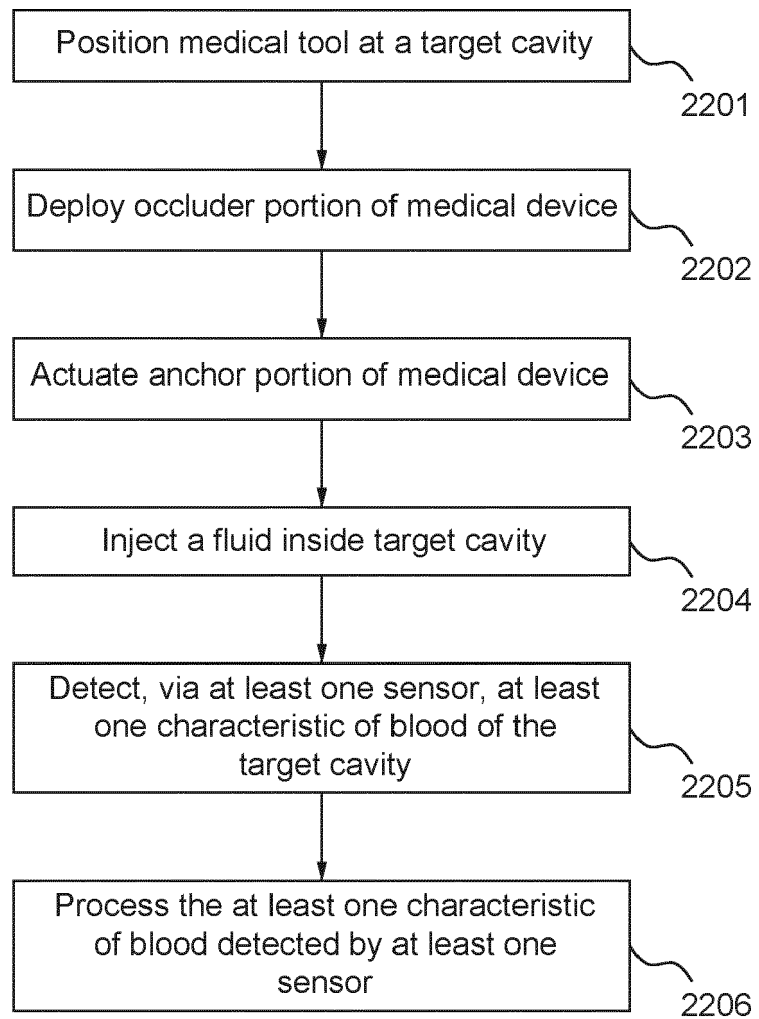 Position medical tool at a target cavity
2201
Deploy occluder portion of medical device
2202
Actuate anchor portion of medical device
2203
Inject a fluid inside target cavity
2204
Detect, via at least one sensor, at least
one characteristic of blood of the
target cavity
2205
Process the at least one characteristic
of blood detected by at least one
sensor
2206